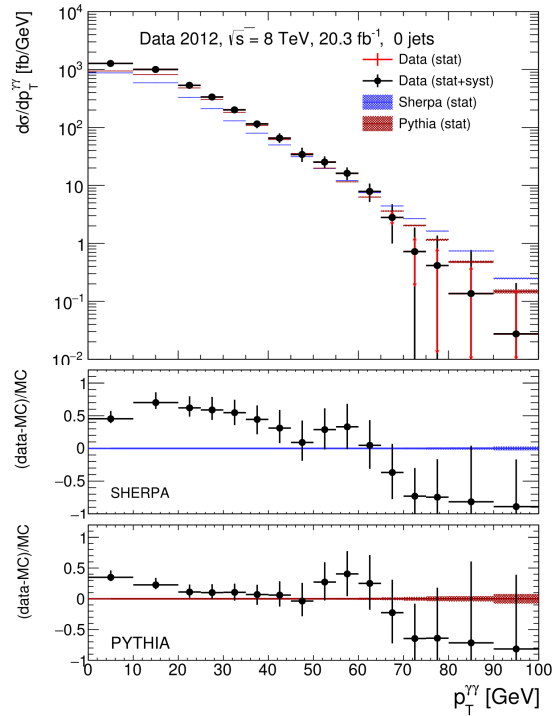 Data 2012, √s = 8 TeV, 20.3 fb⁻¹, 0 jets
Data (stat)
Data (stat+syst)
Sherpa (stat)
Pythia (stat)
dσ/dp_T^γγ [fb/GeV]
10⁴
10³
10²
10
1
10⁻¹
10⁻²
(data-MC)/MC
1
0.5
0
−0.5
−1
SHERPA
(data-MC)/MC
1
0.5
0
−0.5
−1
PYTHIA
0 10 20 30 40 50 60 70 80 90 100
p_T^γγ [GeV]